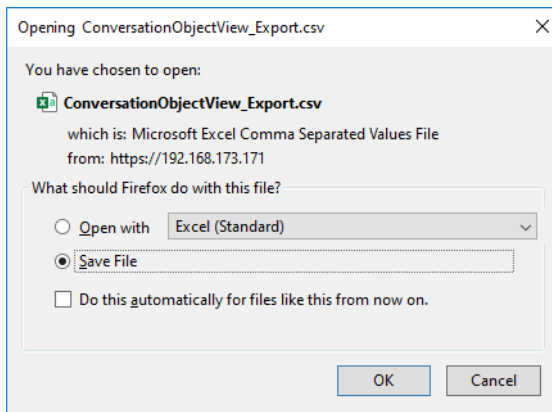 Opening ConversationObjectView_Export.csv
You have chosen to open:
ConversationObjectView_Export.csv
which is: Microsoft Excel Comma Separated Values File
from: https://192.168.173.171
What should Firefox do with this file?
Open with Excel (Standard)
Save File
Do this automatically for files like this from now on.
OK Cancel